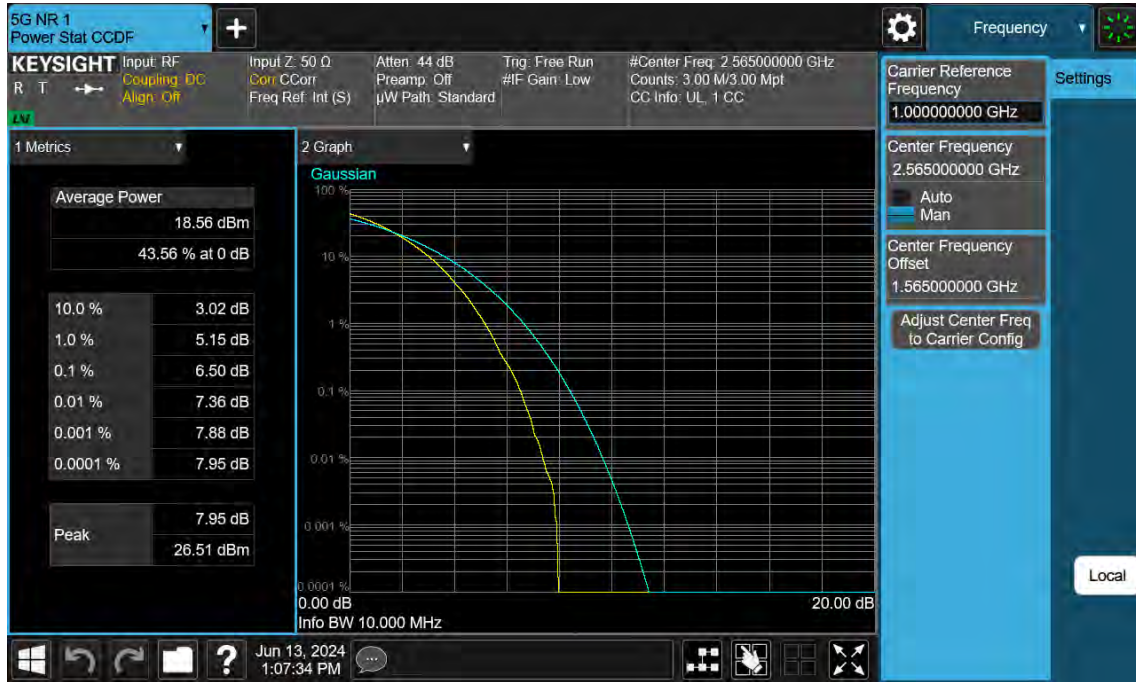 5G NR 1
Power Stat CCDF
+
Frequency
KEYSIGHT
R T
LXI
Input: RF
Coupling: DC
Align: Off
Input Z: 50 Ω
Corr CCorr
Freq Ref: Int (S)
Atten: 44 dB
Preamp: Off
µW Path: Standard
Trig: Free Run
#IF Gain: Low
#Center Freq: 2.565000000 GHz
Counts: 3.00 M/3.00 Mpt
CC Info: UL, 1 CC
1 Metrics
Average Power
18.56 dBm
43.56 % at 0 dB
10.0 % 3.02 dB
1.0 % 5.15 dB
0.1 % 6.50 dB
0.01 % 7.36 dB
0.001 % 7.88 dB
0.0001 % 7.95 dB
Peak
7.95 dB
26.51 dBm
2 Graph
Gaussian
100 %
10 %
1 %
0.1 %
0.01 %
0.001 %
0.0001 %
0.00 dB 20.00 dB
Info BW 10.000 MHz
Carrier Reference
Frequency
1.000000000 GHz
Center Frequency
2.565000000 GHz
Auto
Man
Center Frequency
Offset
1.565000000 GHz
Adjust Center Freq
to Carrier Config
Settings
Local
?
Jun 13, 2024
1:07:34 PM